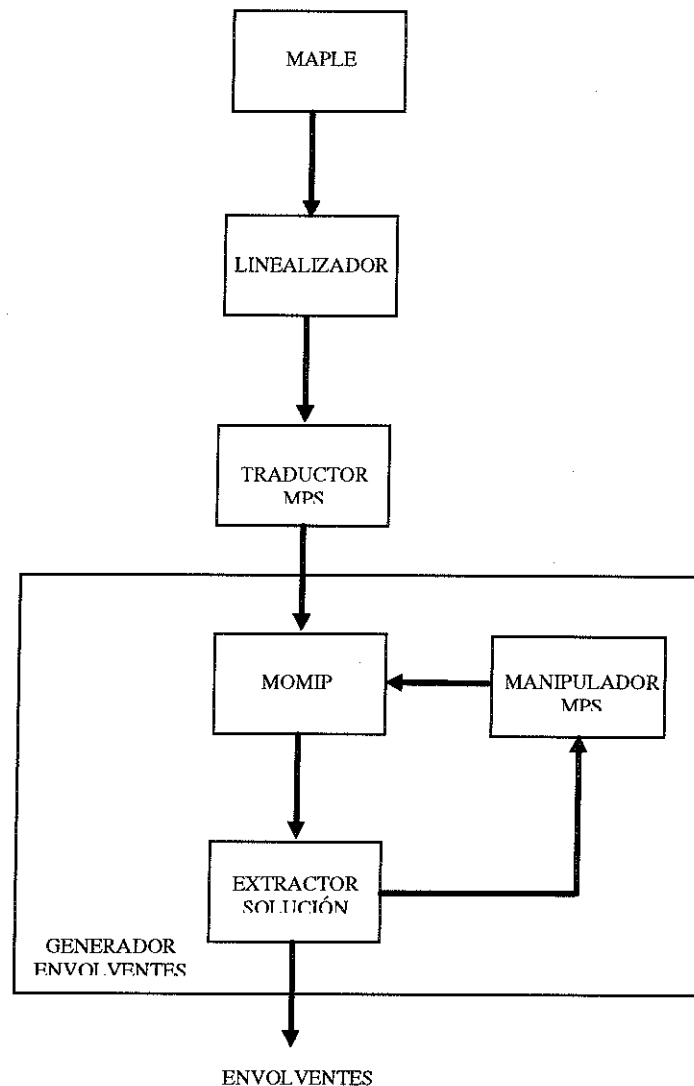 MAPLE
LINEALIZADOR
TRADUCTOR
MPS
MOMIP
MANIPULADOR
MPS
EXTRACTOR
SOLUCIÓN
GENERADOR
ENVOLVENTES
ENVOLVENTES